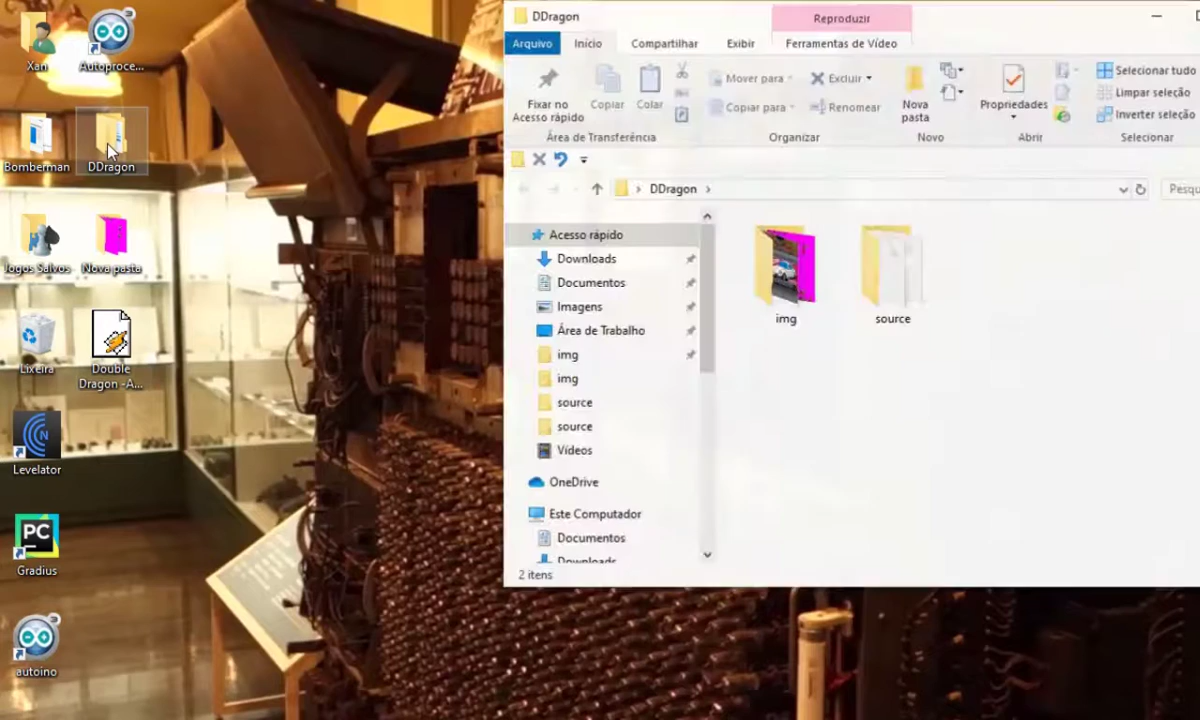 Xan
Autoproce...
Bomberman
DDragon
Jogos Salvos
Nova pasta
Lixeira
Double
Dragon -A...
Levelator
PC
Gradius
autoino
DDragon
Reproduzir
Arquivo
Início
Compartilhar
Exibir
Ferramentas de Vídeo
Fixar no
Acesso rápido
Copiar
Colar
Mover para
Copiar para
Excluir
Renomear
Nova
pasta
Propriedades
Selecionar tudo
Limpar seleção
Inverter seleção
Área de Transferência
Organizar
Novo
Abrir
Selecionar
DDragon
Pesqu
Acesso rápido
Downloads
Documentos
Imagens
Área de Trabalho
img
img
source
source
Vídeos
OneDrive
Este Computador
Documentos
Downloads
img
source
2 itens